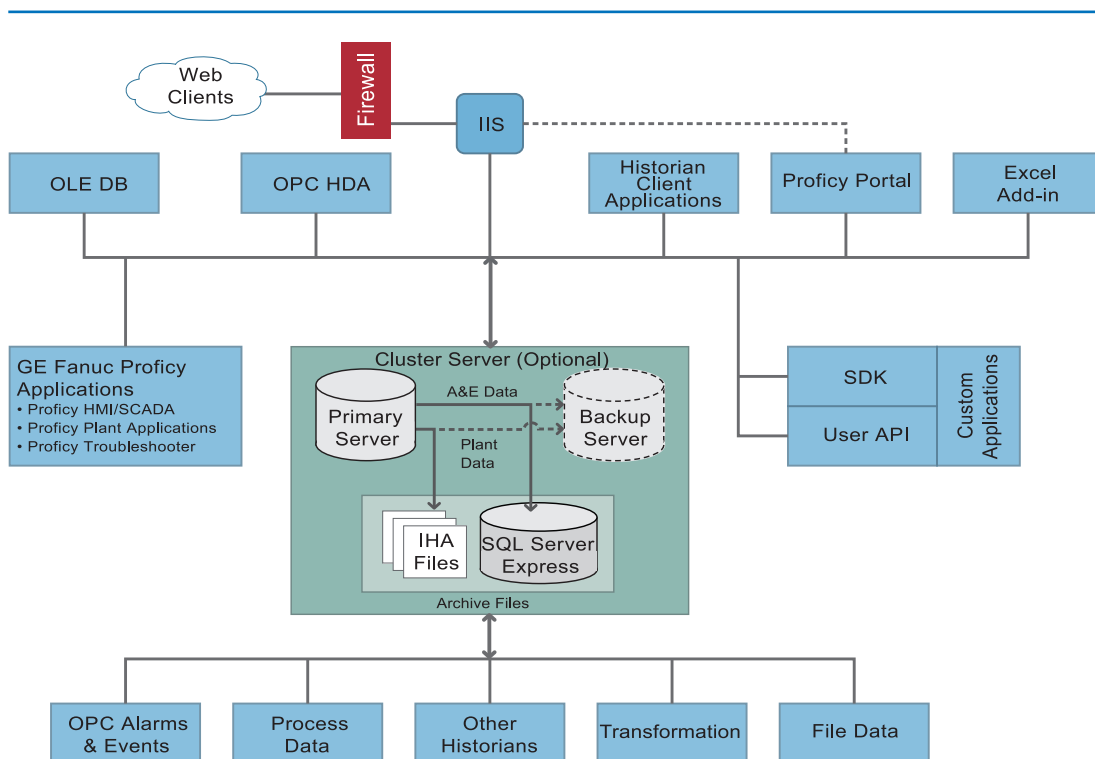 Web
Clients
Firewall
IIS
OLE DB
OPC HDA
Historian
Client
Applications
Proficy Portal
Excel
Add-in
GE Fanuc Proficy
Applications
• Proficy HMI/SCADA
• Proficy Plant Applications
• Proficy Troubleshooter
Cluster Server (Optional)
Primary
Server
A&E Data
Plant
Data
Backup
Server
IHA
Files
SQL Server
Express
Archive Files
SDK
User API
Custom
Applications
OPC Alarms
& Events
Process
Data
Other
Historians
Transformation
File Data